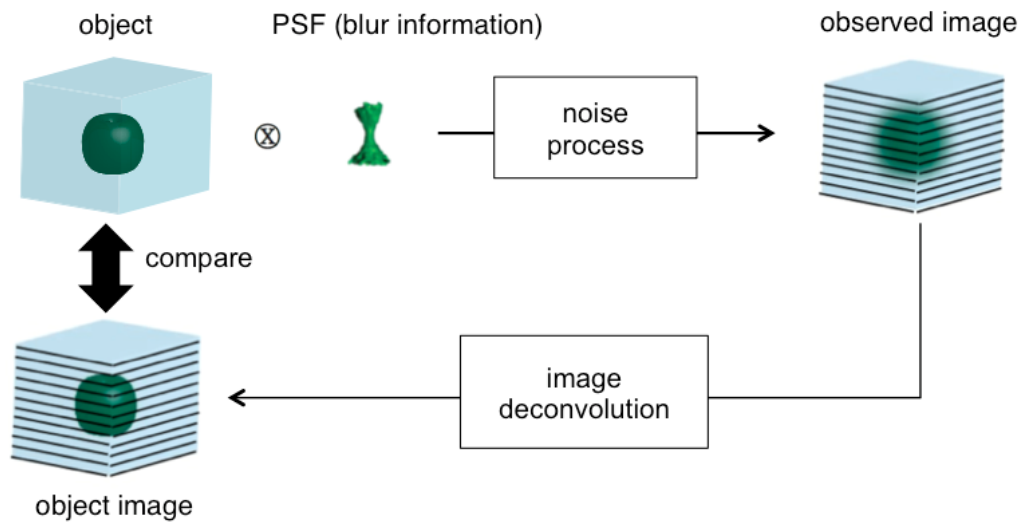 object
PSF (blur information)
observed image
ⓧ
noise
process
compare
image
deconvolution
object image